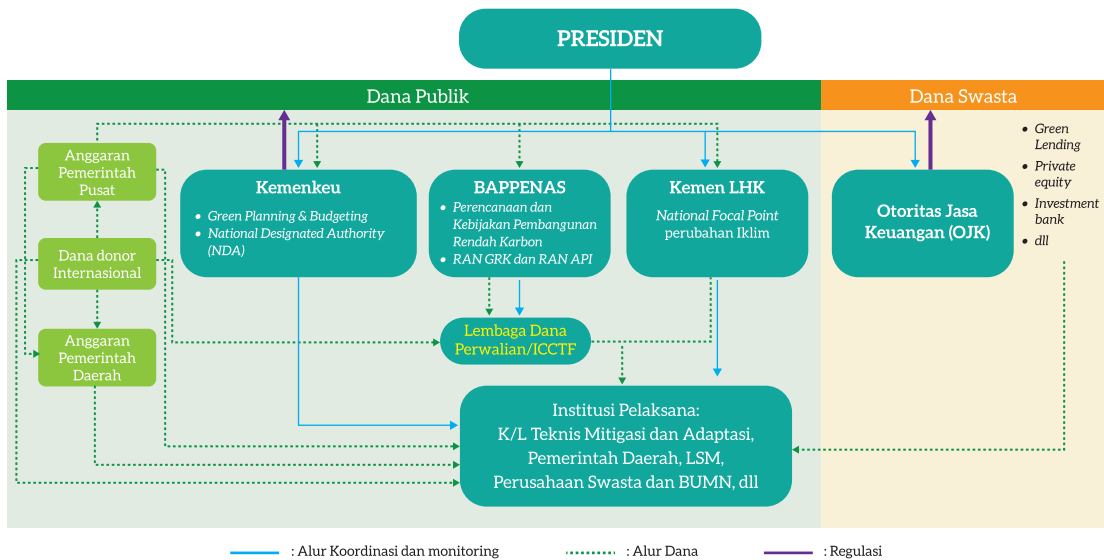 PRESIDEN
Dana Publik
Dana Swasta
Anggaran
Pemerintah
Pusat
Dana donor
Internasional
Anggaran
Pemerintah
Daerah
Kemenkeu
• Green Planning & Budgeting
• National Designated Authority
(NDA)
BAPPENAS
• Perencanaan dan
Kebijakan Pembangunan
Rendah Karbon
• RAN GRK dan RAN API
Kemen LHK
National Focal Point
perubahan Iklim
Otoritas Jasa
Keuangan (OJK)
• Green
Lending
• Private
equity
• Investment
bank
• dll
Lembaga Dana
Perwalian/ICCTF
Institusi Pelaksana:
K/L Teknis Mitigasi dan Adaptasi,
Pemerintah Daerah, LSM,
Perusahaan Swasta dan BUMN, dll
: Alur Koordinasi dan monitoring
: Alur Dana
: Regulasi